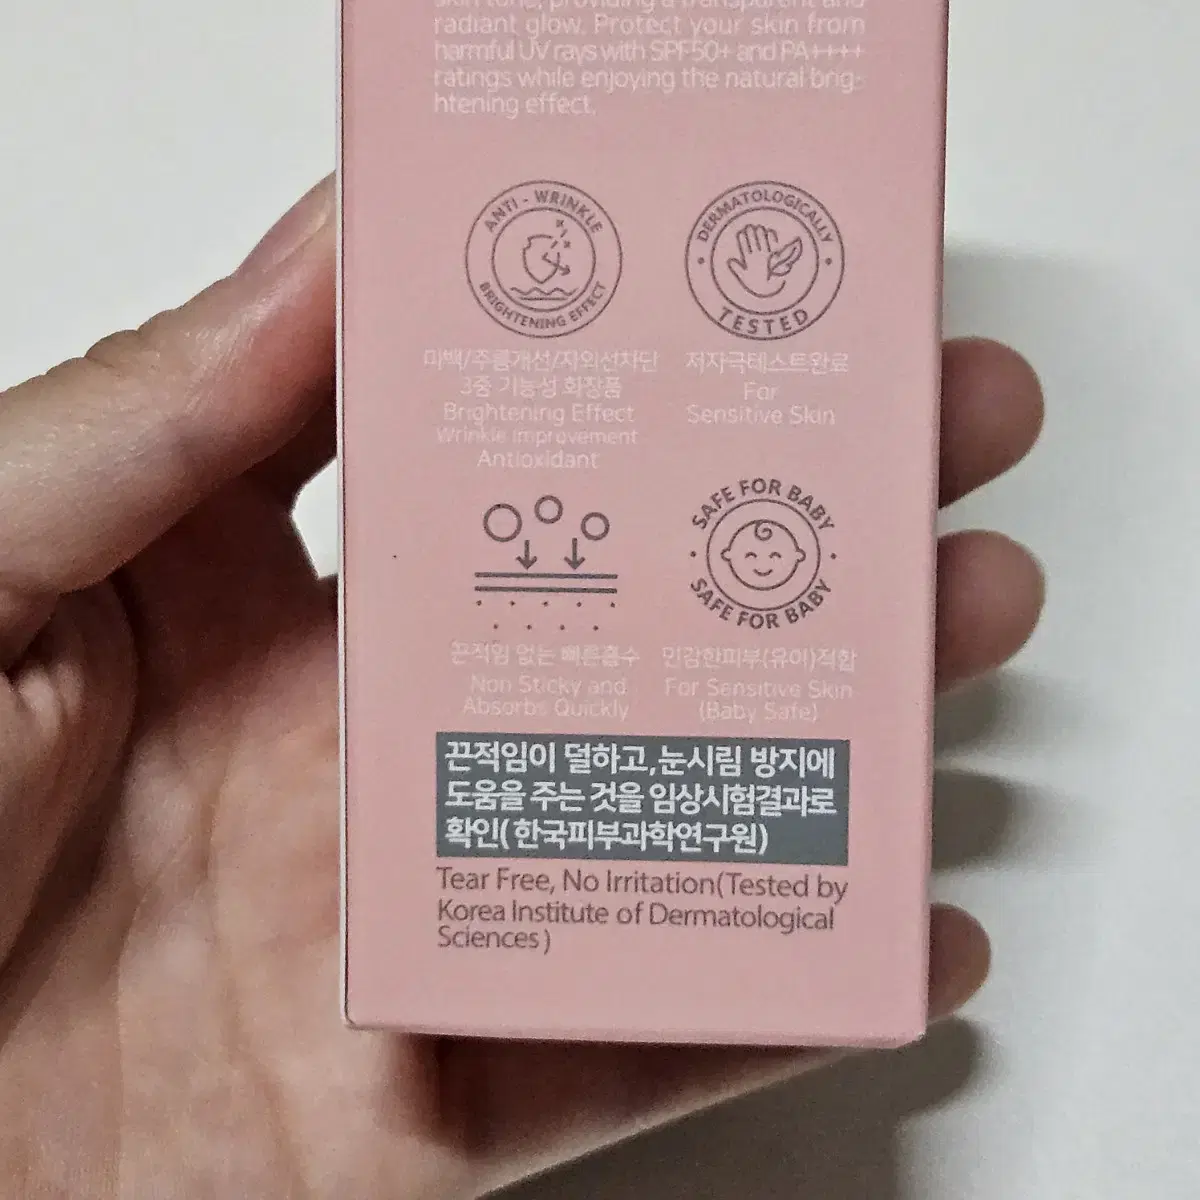 skin tone, providing a transparent and
radiant glow. Protect your skin from
harmful UV rays with SPF50+ and PA++++
ratings while enjoying the natural brig-
htening effect.
ANTI - WRINKLE
BRIGHTENING EFFECT
DERMATOLOGICALLY
TESTED
미백/주름개선/자외선차단
3중 기능성 화장품
Brightening Effect
Wrinkle improvement
Antioxidant
저자극테스트완료
For
Sensitive Skin
SAFE FOR BABY
SAFE FOR BABY
끈적임 없는 빠른흡수
Non Sticky and
Absorbs Quickly
민감한피부(유아)적합
For Sensitive Skin
(Baby Safe)
끈적임이 덜하고, 눈시림 방지에
도움을 주는 것을 임상시험결과로
확인(한국피부과학연구원)
Tear Free, No Irritation(Tested by
Korea Institute of Dermatological
Sciences)